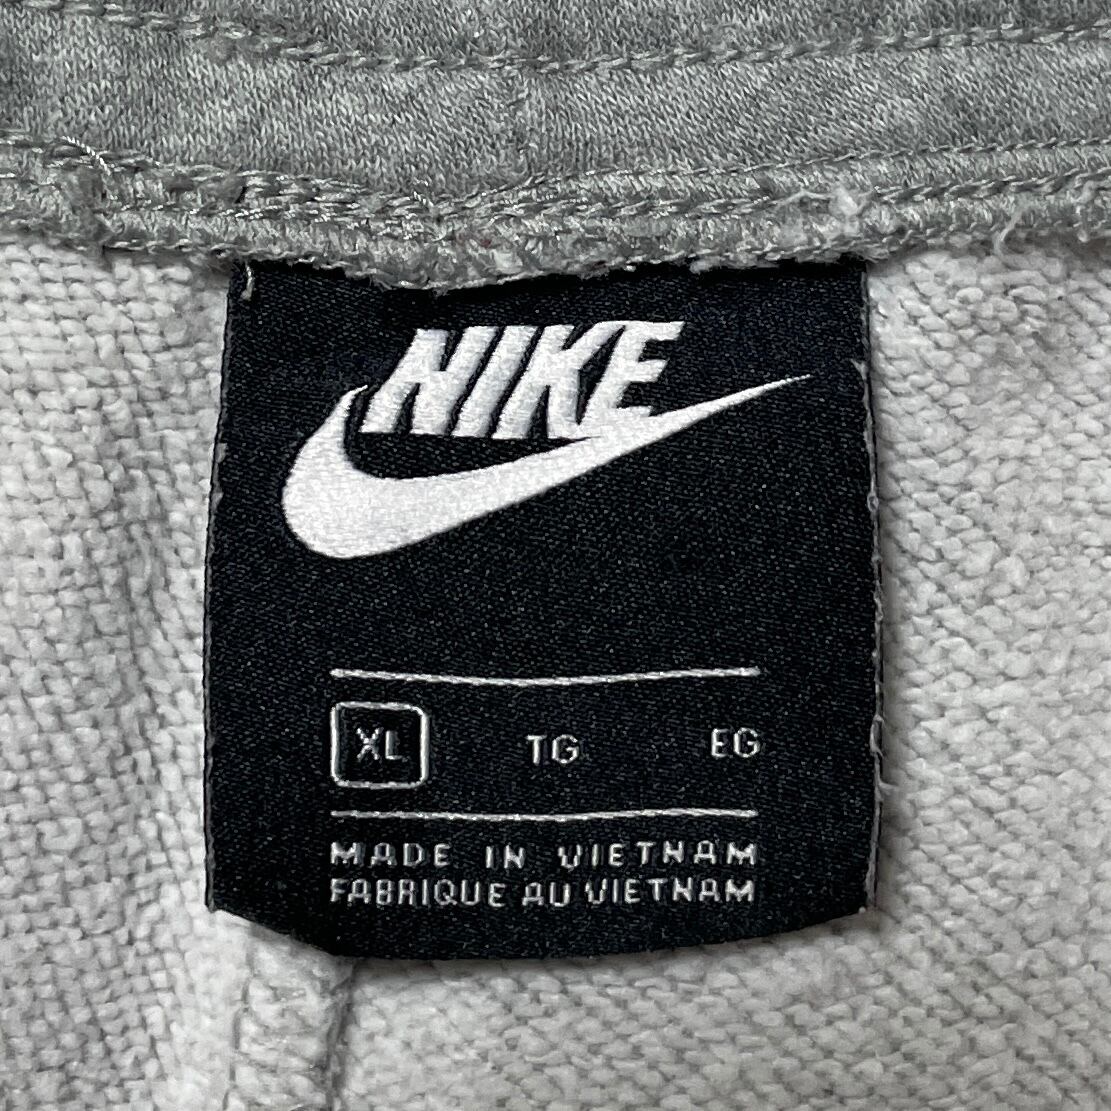 NIKE
XL TG EG
MADE IN VIETNAM
FABRIQUE AU VIETNAM